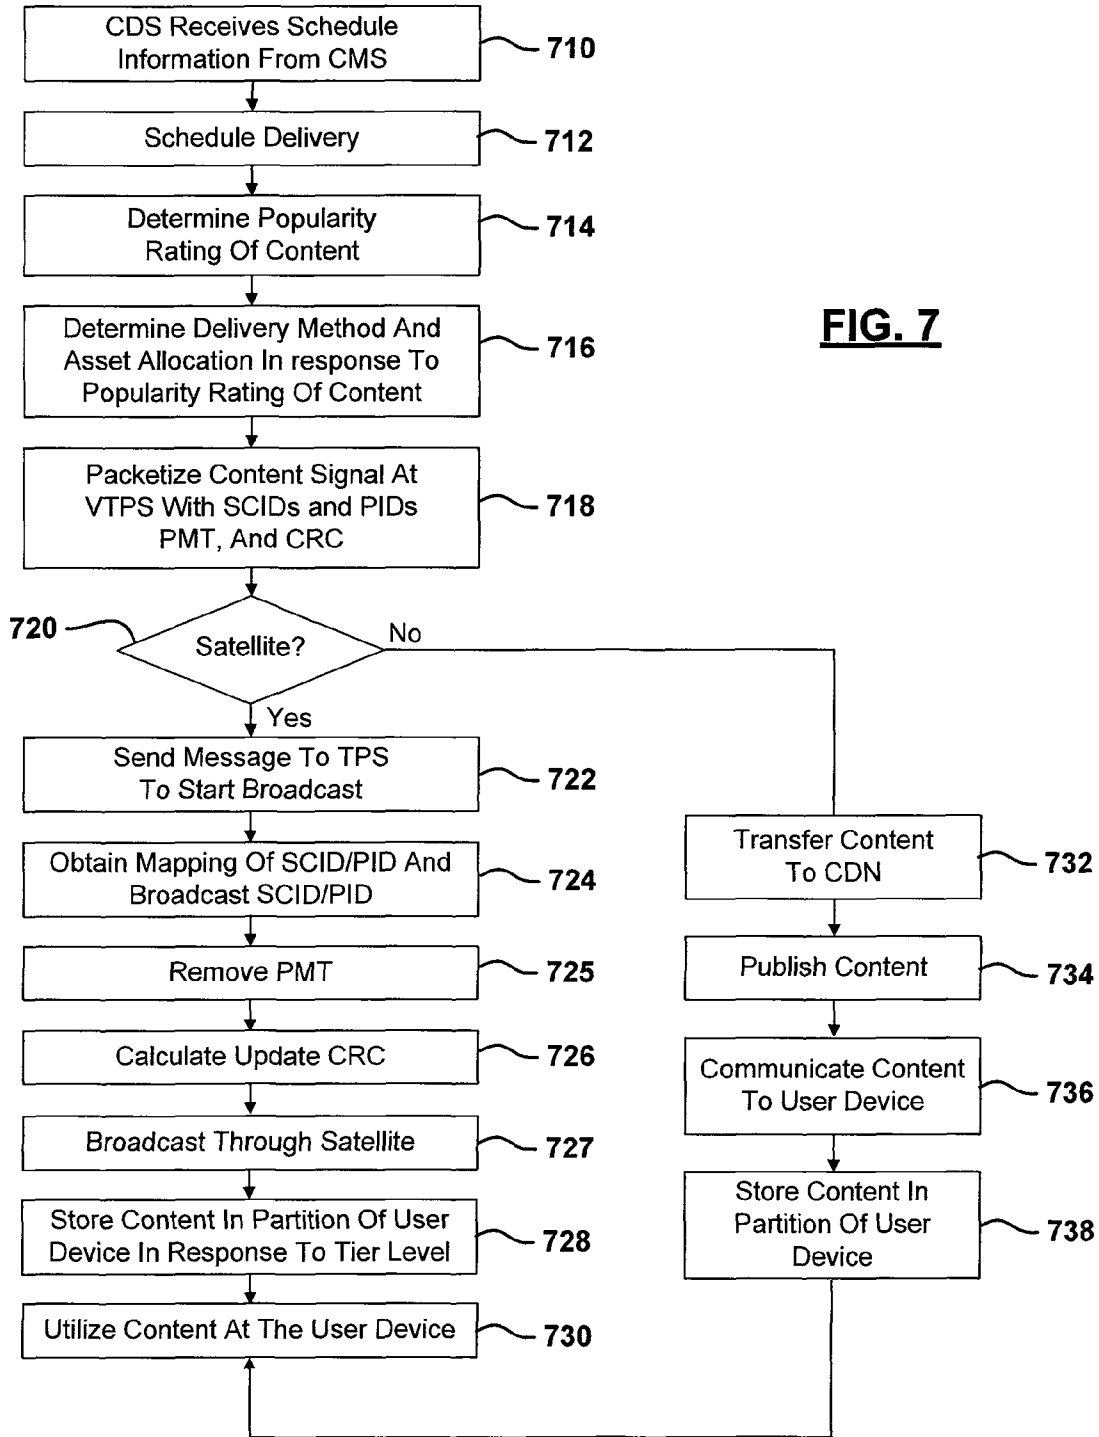 CDS Receives Schedule
Information From CMS
710
Schedule Delivery
712
Determine Popularity
Rating Of Content
714
FIG. 7
Determine Delivery Method And
Asset Allocation In response To
Popularity Rating Of Content
716
Packetize Content Signal At
VTPS With SCIDs and PIDs
PMT, And CRC
718
720
Satellite?
No
Yes
Send Message To TPS
To Start Broadcast
722
Obtain Mapping Of SCID/PID And
Broadcast SCID/PID
724
Remove PMT
725
Calculate Update CRC
726
Broadcast Through Satellite
727
Store Content In Partition Of User
Device In Response To Tier Level
728
Utilize Content At The User Device
730
Transfer Content
To CDN
732
Publish Content
734
Communicate Content
To User Device
736
Store Content In
Partition Of User
Device
738